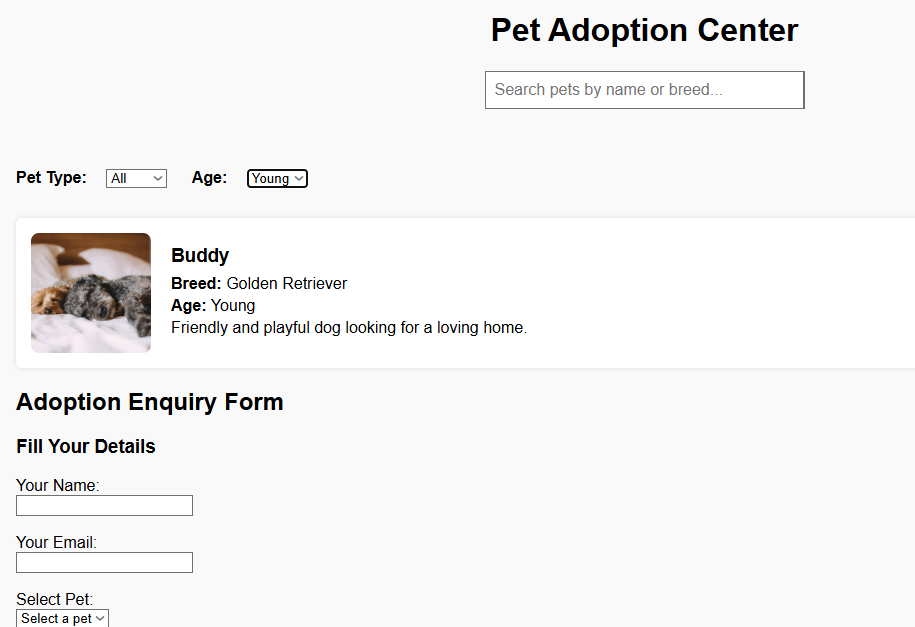 Pet Adoption Center
Search pets by name or breed...
Pet Type: All Age: Young
Buddy
Breed: Golden Retriever
Age: Young
Friendly and playful dog looking for a loving home.
Adoption Enquiry Form
Fill Your Details
Your Name:
Your Email:
Select Pet:
Select a pet